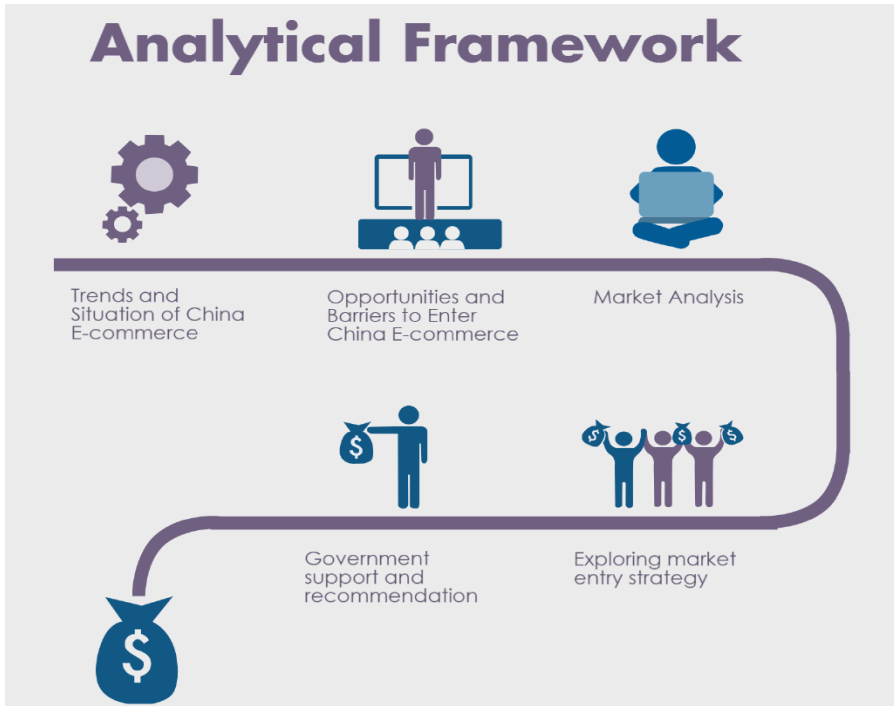 Analytical Framework
Trends and
Situation of China
E-commerce
Opportunities and
Barriers to Enter
China E-commerce
Market Analysis
$
$ $ $
Government
support and
recommendation
Exploring market
entry strategy
$